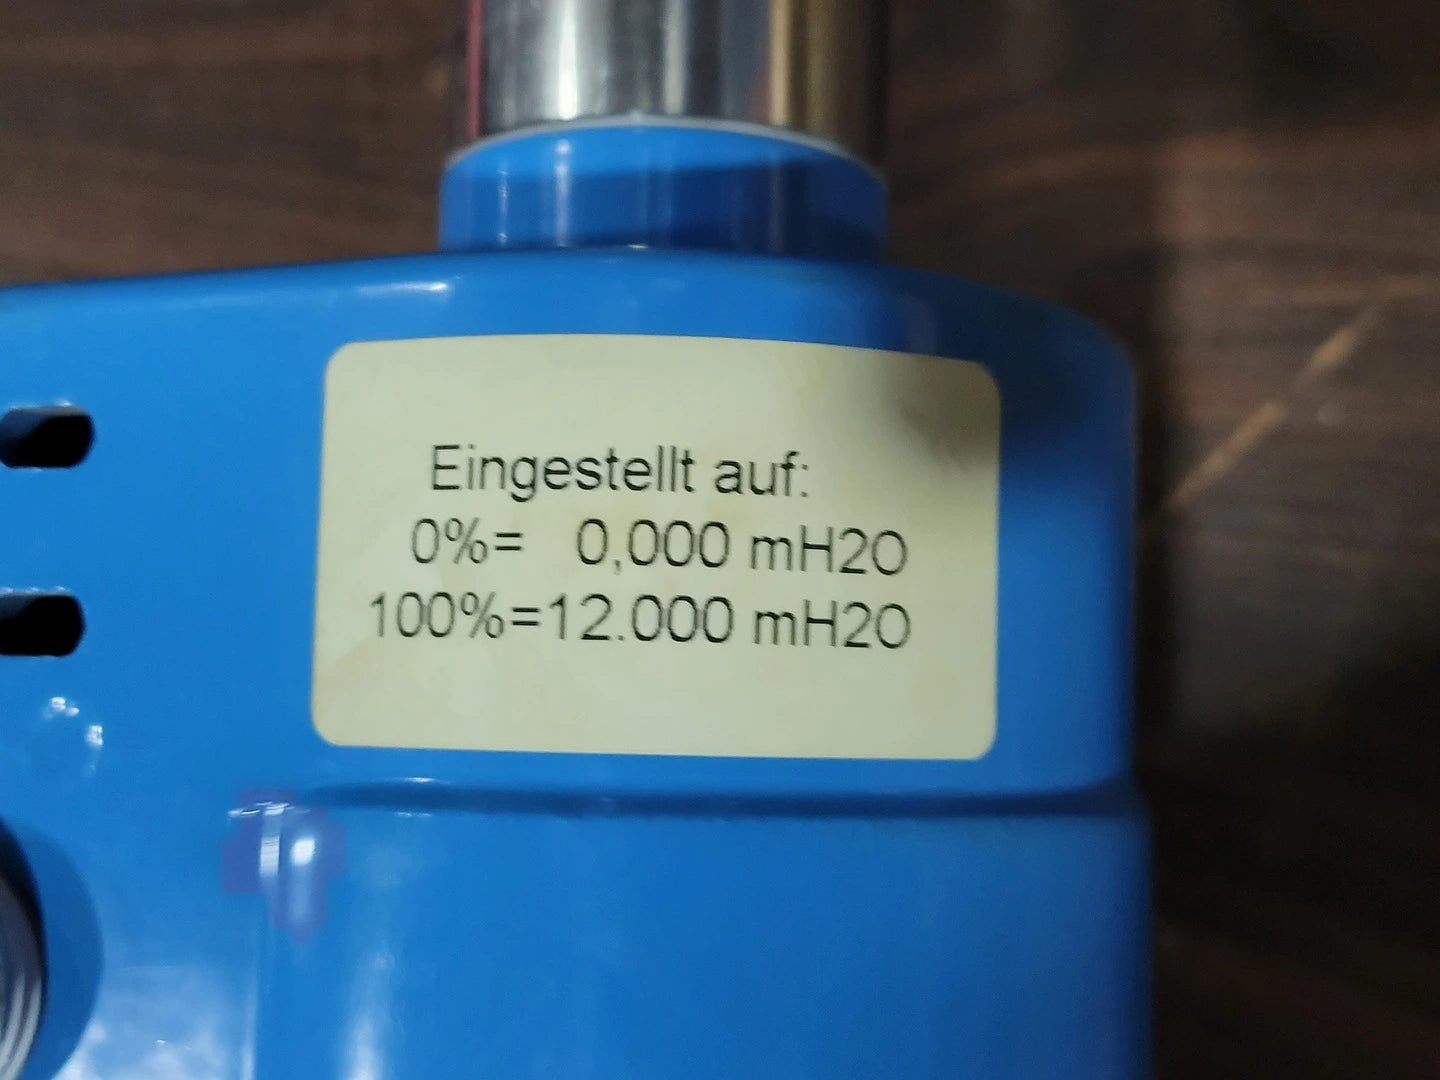 Eingestellt auf:
0%= 0,000 mH2O
100%=12.000 mH2O